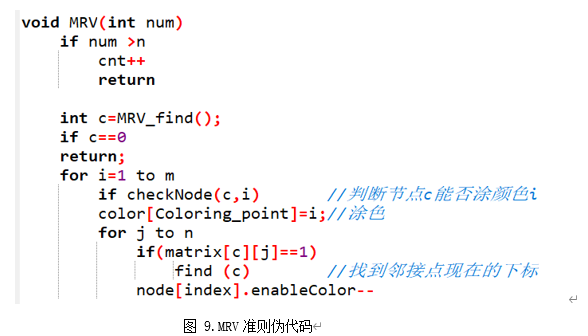 void MRV(int num)
if num >n
cnt++
return
int c=MRV_find();
if c==0
return;
for i=1 to m
if checkNode(c,i) //判断节点c能否涂颜色i
color[Coloring_point]=i;//涂色
for j to n
if(matrix[c][j]==1)
find (c) //找到邻接点现在的下标
node[index].enableColor--
图 9.MRV 准则伪代码